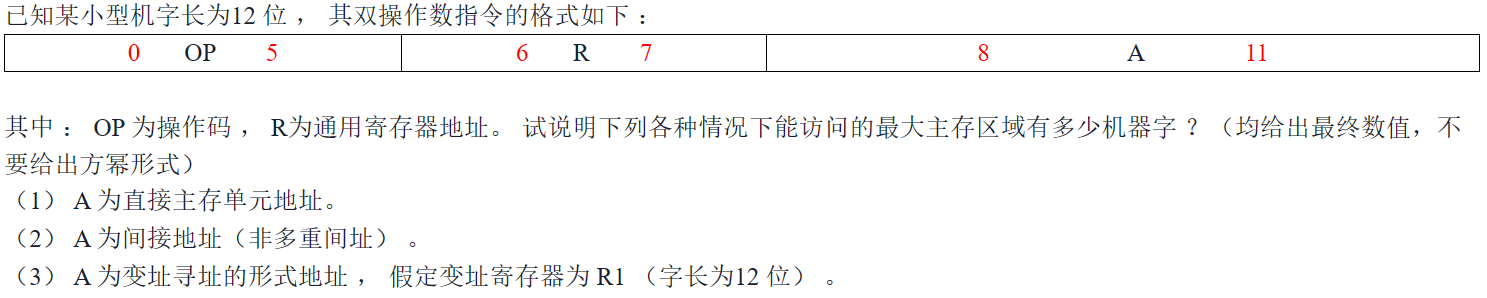 已知某小型机字长为12 位 ， 其双操作数指令的格式如下 ：
0 OP 5 6 R 7 8 A 11
其中： OP 为操作码 ， R为通用寄存器地址。 试说明下列各种情况下能访问的最大主存区域有多少机器字 ？（均给出最终数值，不
要给出方幂形式）
（1） A 为直接主存单元地址。
（2） A 为间接地址（非多重间址） 。
（3） A 为变址寻址的形式地址 ， 假定变址寄存器为 R1 （字长为12 位） 。